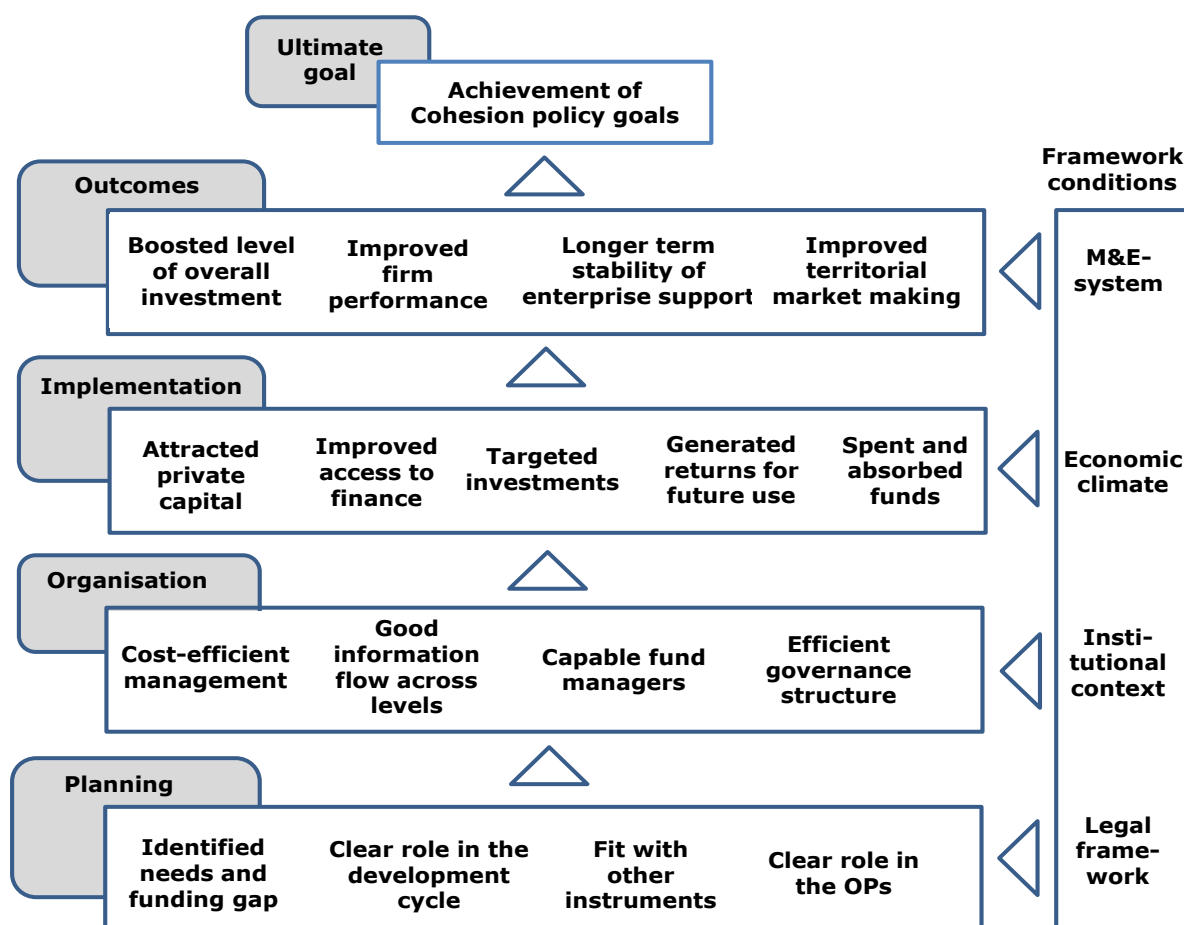 Ultimate
goal
Achievement of
Cohesion policy goals
Framework
conditions
Outcomes
Boosted level
of overall
investment
Improved
firm
performance
Longer term
stability of
enterprise support
Improved
territorial
market making
M&E-
system
Implementation
Attracted
private
capital
Improved
access to
finance
Targeted
investments
Generated
returns for
future use
Spent and
absorbed
funds
Economic
climate
Organisation
Cost-efficient
management
Good
information
flow across
levels
Capable fund
managers
Efficient
governance
structure
Insti-
tutional
context
Planning
Identified
needs and
funding gap
Clear role in the
development
cycle
Fit with
other
instruments
Clear role in
the OPs
Legal
frame-
work